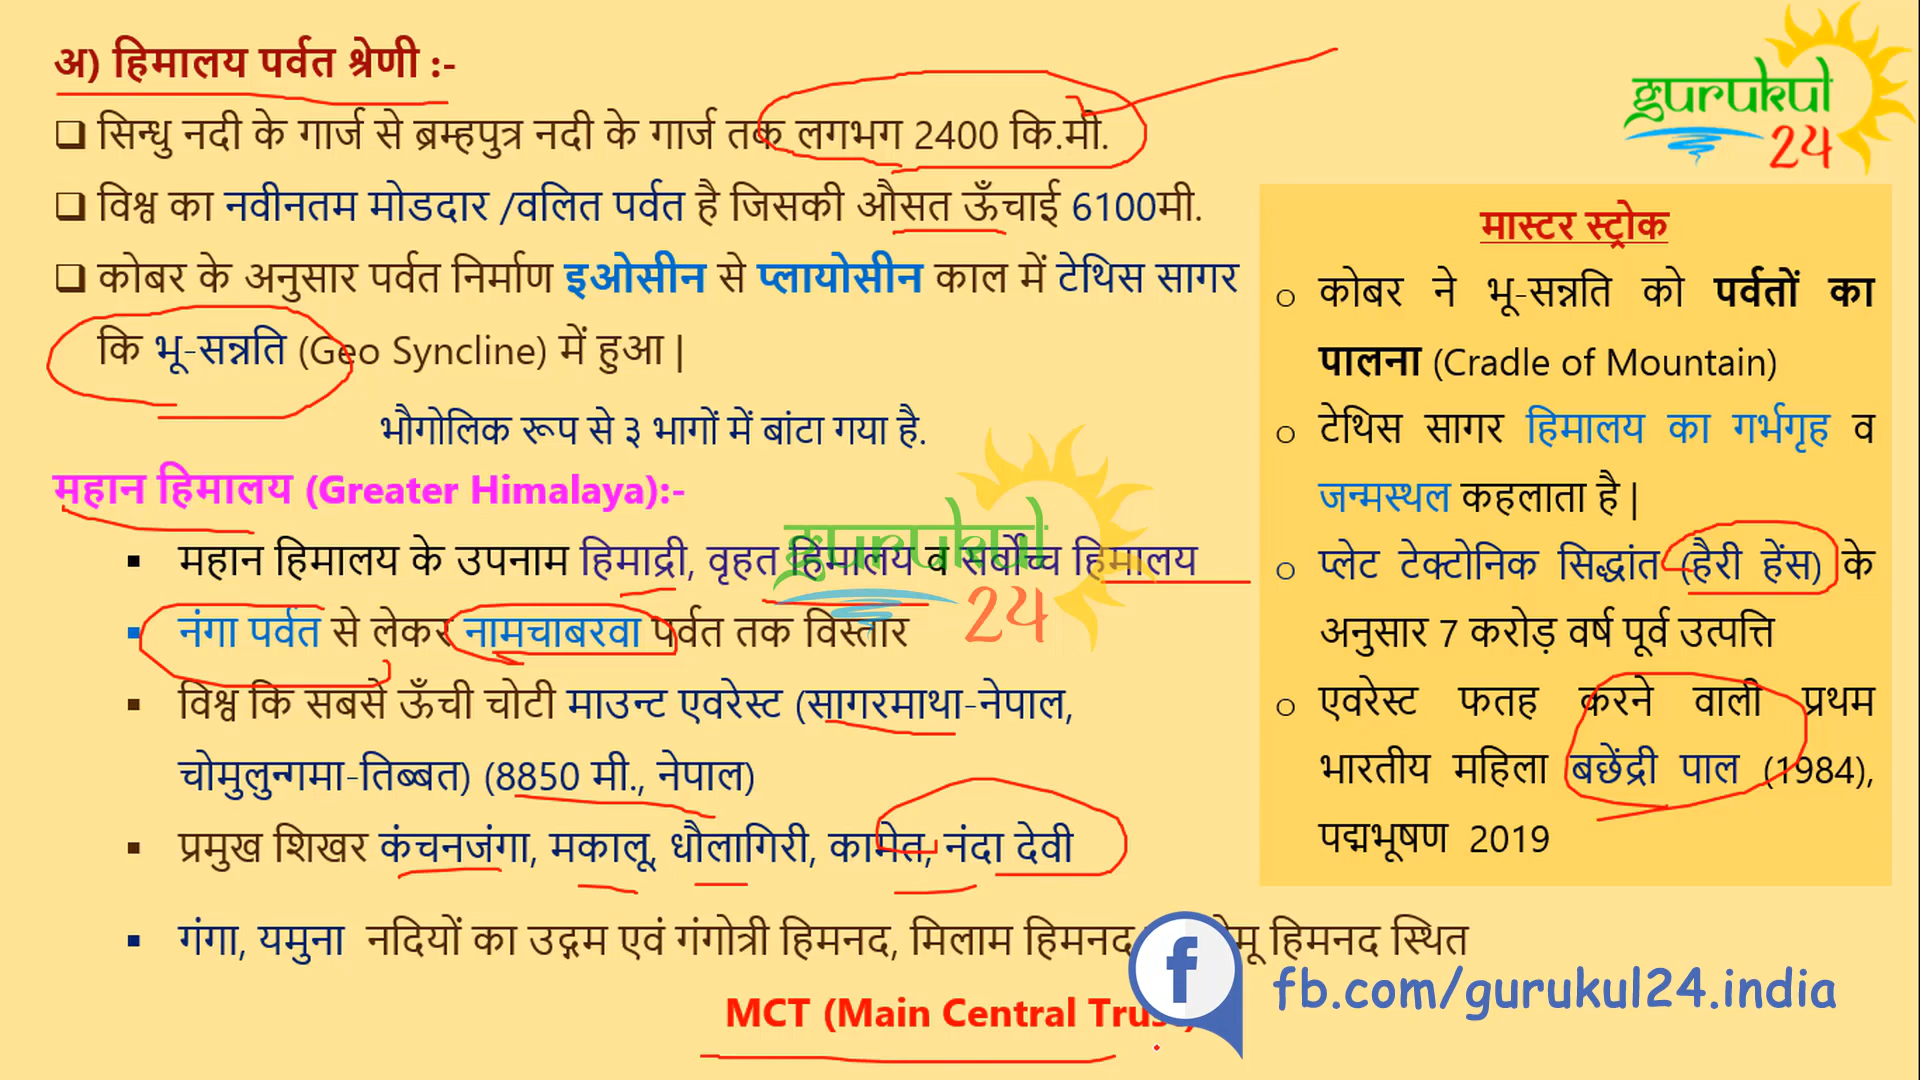 अ) हिमालय पर्वत श्रेणी :-
सिन्धु नदी के गार्ज से ब्रम्हपुत्र नदी के गार्ज तक लगभग 2400 कि.मी.
विश्व का नवीनतम मोडदार /वलित पर्वत है जिसकी औसत ऊँचाई 6100मी.
कोबर के अनुसार पर्वत निर्माण इओसीन से प्लायोसीन काल में टेथिस सागर
कि भू-सन्नति (Geo Syncline) में हुआ |
भौगोलिक रूप से ३ भागों में बांटा गया है.
महान हिमालय (Greater Himalaya):-
महान हिमालय के उपनाम हिमाद्री, वृहत हिमालय व सर्वोच्च हिमालय
नंगा पर्वत से लेकर नामचाबरवा पर्वत तक विस्तार
विश्व कि सबसे ऊँची चोटी माउन्ट एवरेस्ट (सागरमाथा-नेपाल,
चोमुलुन्गमा-तिब्बत) (8850 मी., नेपाल)
प्रमुख शिखर कंचनजंगा, मकालू, धौलागिरी, कामेत, नंदा देवी
गंगा, यमुना नदियों का उद्गम एवं गंगोत्री हिमनद, मिलाम हिमनद हिमनद स्थित
MCT (Main Central
gurukul
24
मास्टर स्ट्रोक
कोबर ने भू-सन्नति को पर्वतों का
पालना (Cradle of Mountain)
टेथिस सागर हिमालय का गर्भगृह व
जन्मस्थल कहलाता है |
प्लेट टेक्टोनिक सिद्धांत (हैरी हेंस) के
अनुसार 7 करोड़ वर्ष पूर्व उत्पत्ति
एवरेस्ट फतह करने वाली प्रथम
भारतीय महिला बछेंद्री पाल (1984),
पद्मभूषण 2019
gurukul
24
f
fb.com/gurukul24.india